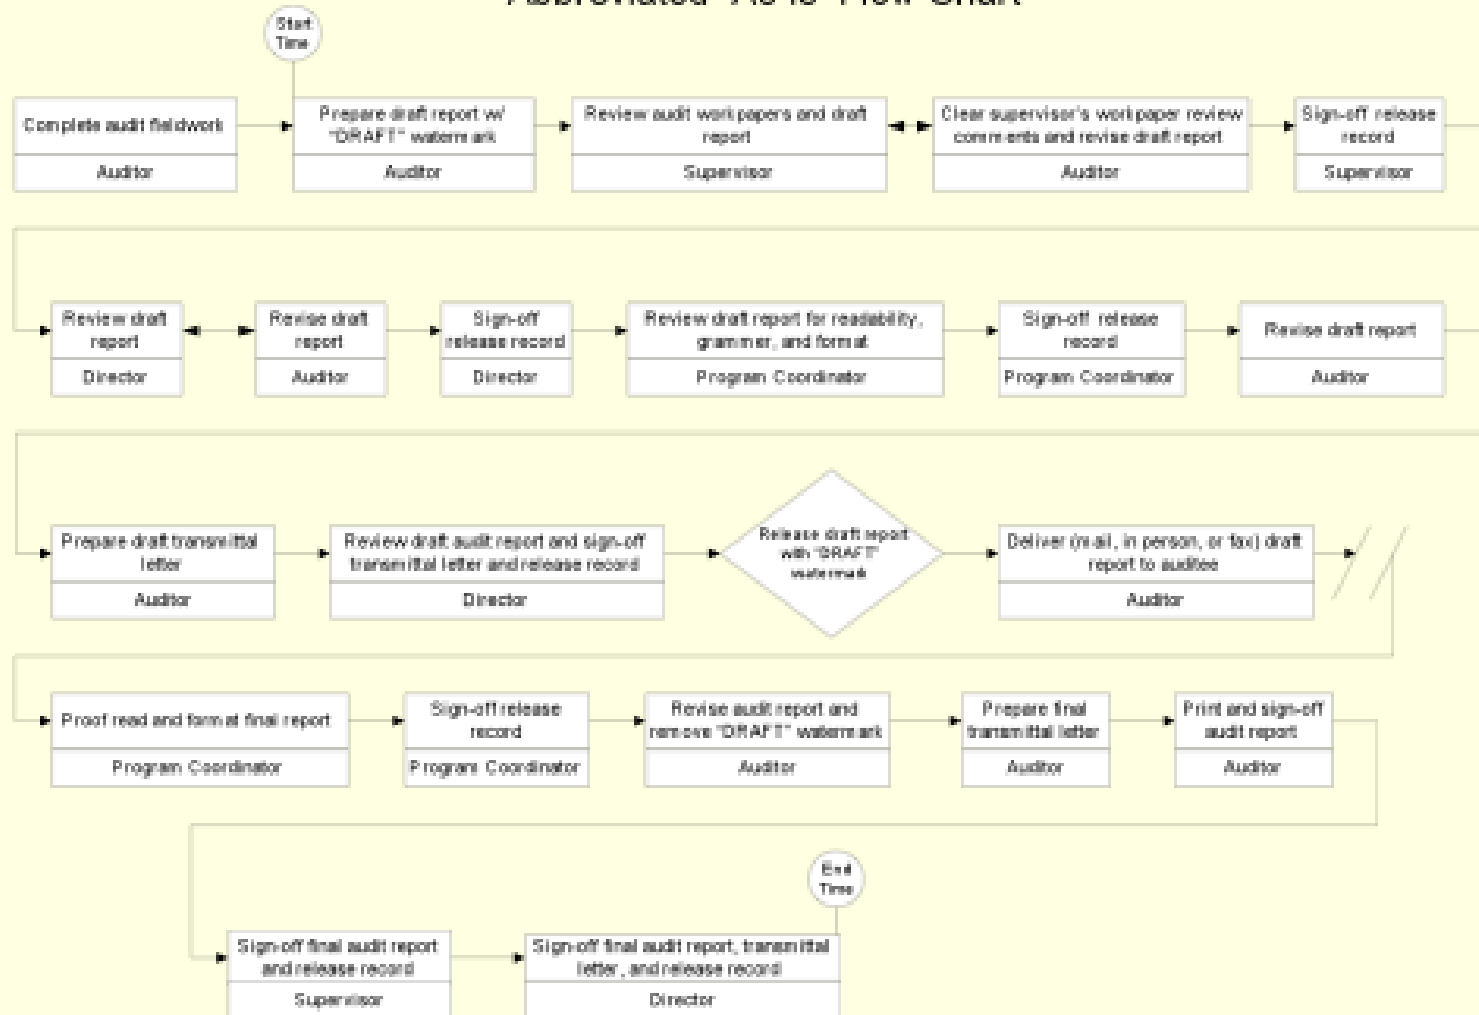 Abbreviated "As-Is" Flow Chart
Start
Time
Complete audit fieldwork
Auditor
Prepare draft report w/
"DRAFT" watermark
Auditor
Review audit workpapers and draft
report
Supervisor
Clear supervisor's workpaper review
comments and revise draft report
Auditor
Sign-off release
record
Supervisor
Review draft
report
Director
Revise draft
report
Auditor
Sign-off
release record
Director
Review draft report for readability,
grammer, and format
Program Coordinator
Sign-off release
record
Program Coordinator
Revise draft report
Auditor
Prepare draft transmittal
letter
Auditor
Review draft audit report and sign-off
transmittal letter and release record
Director
Release draft report
with "DRAFT"
watermark
Deliver (mail, in person, or fax) draft
report to auditee
Auditor
Proof read and format final report
Program Coordinator
Sign-off release
record
Program Coordinator
Revise audit report and
remove "DRAFT" watermark
Auditor
Prepare final
transmittal letter
Auditor
Print and sign-off
audit report
Auditor
End
Time
Sign-off final audit report
and release record
Supervisor
Sign-off final audit report, transmittal
letter, and release record
Director